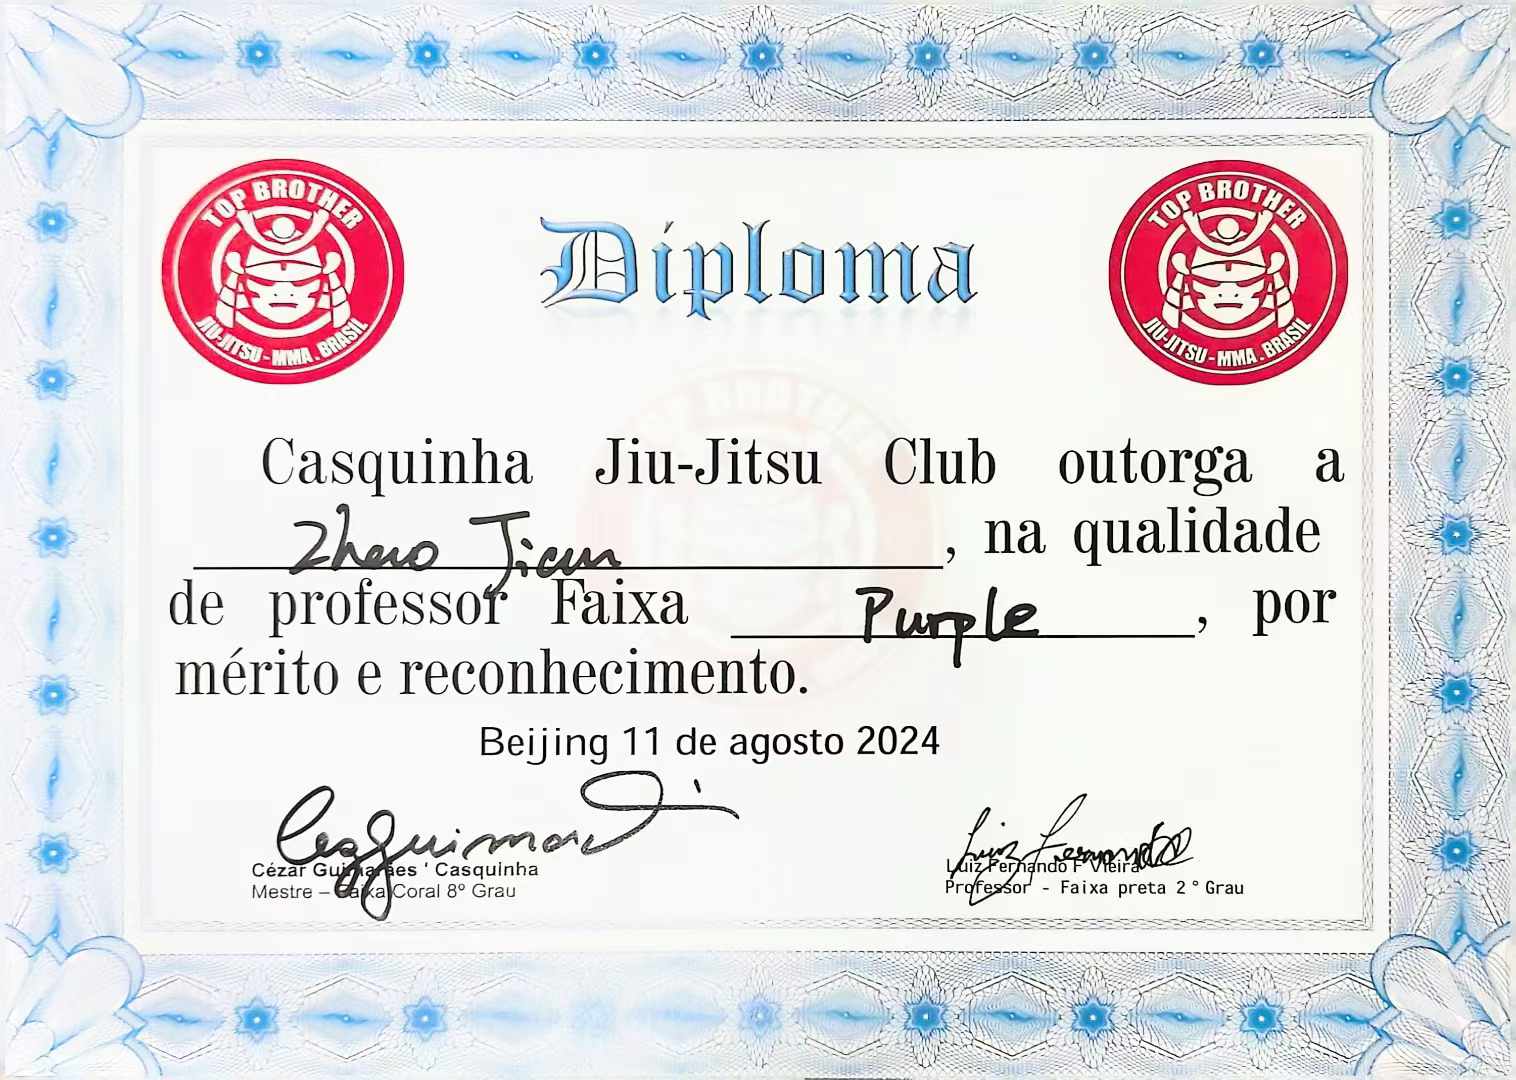 TOP BROTHER
JIU-JITSU - MMA . BRASIL
Diploma
TOP BROTHER
JIU-JITSU - MMA . BRASIL
Casquinha Jiu-Jitsu Club outorga a
Zhao Jian, na qualidade
de professor Faixa Purple, por
mérito e reconhecimento.
Beijing 11 de agosto 2024
Cézar Guimaraes ' Casquinha
Mestre – Faixa Coral 8º Grau
Luiz Fernando F Vieira
Professor - Faixa preta 2 ° Grau